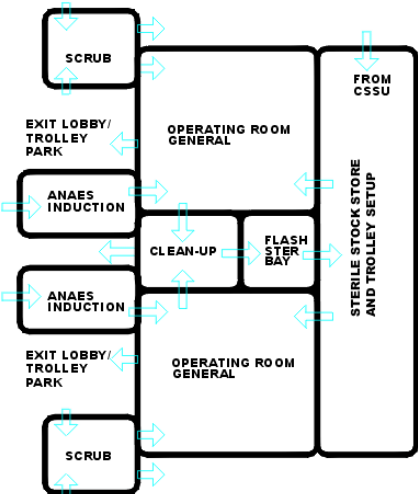 SCRUB
FROM
CSSU
EXIT LOBBY/
TROLLEY
PARK
OPERATING ROOM
GENERAL
ANAES
INDUCTION
CLEAN-UP
FLASH
STER
BAY
STERILE STOCK STORE
AND TROLLEY SETUP
ANAES
INDUCTION
EXIT LOBBY/
TROLLEY
PARK
OPERATING ROOM
GENERAL
SCRUB